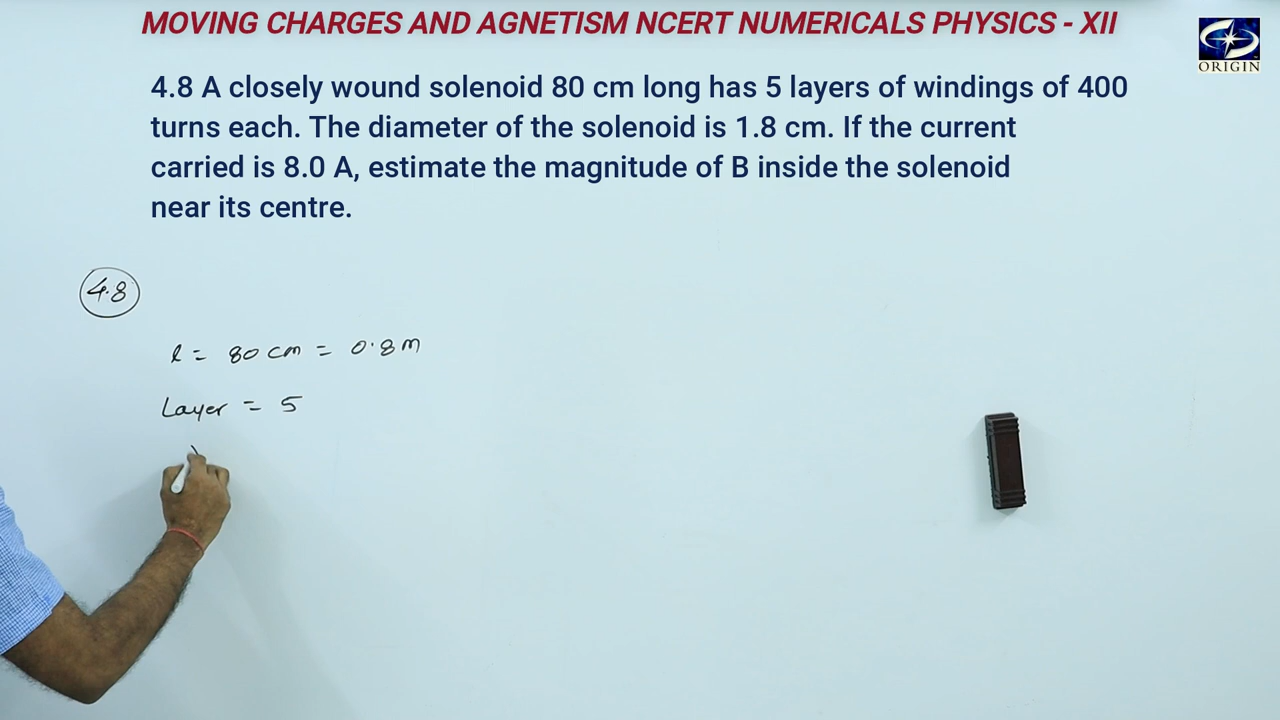 MOVING CHARGES AND AGNETISM NCERT NUMERICALS PHYSICS - XII
ORIGIN
4.8 A closely wound solenoid 80 cm long has 5 layers of windings of 400
turns each. The diameter of the solenoid is 1.8 cm. If the current
carried is 8.0 A, estimate the magnitude of B inside the solenoid
near its centre.
4.8
l = 80 cm = 0.8 m
Layer = 5